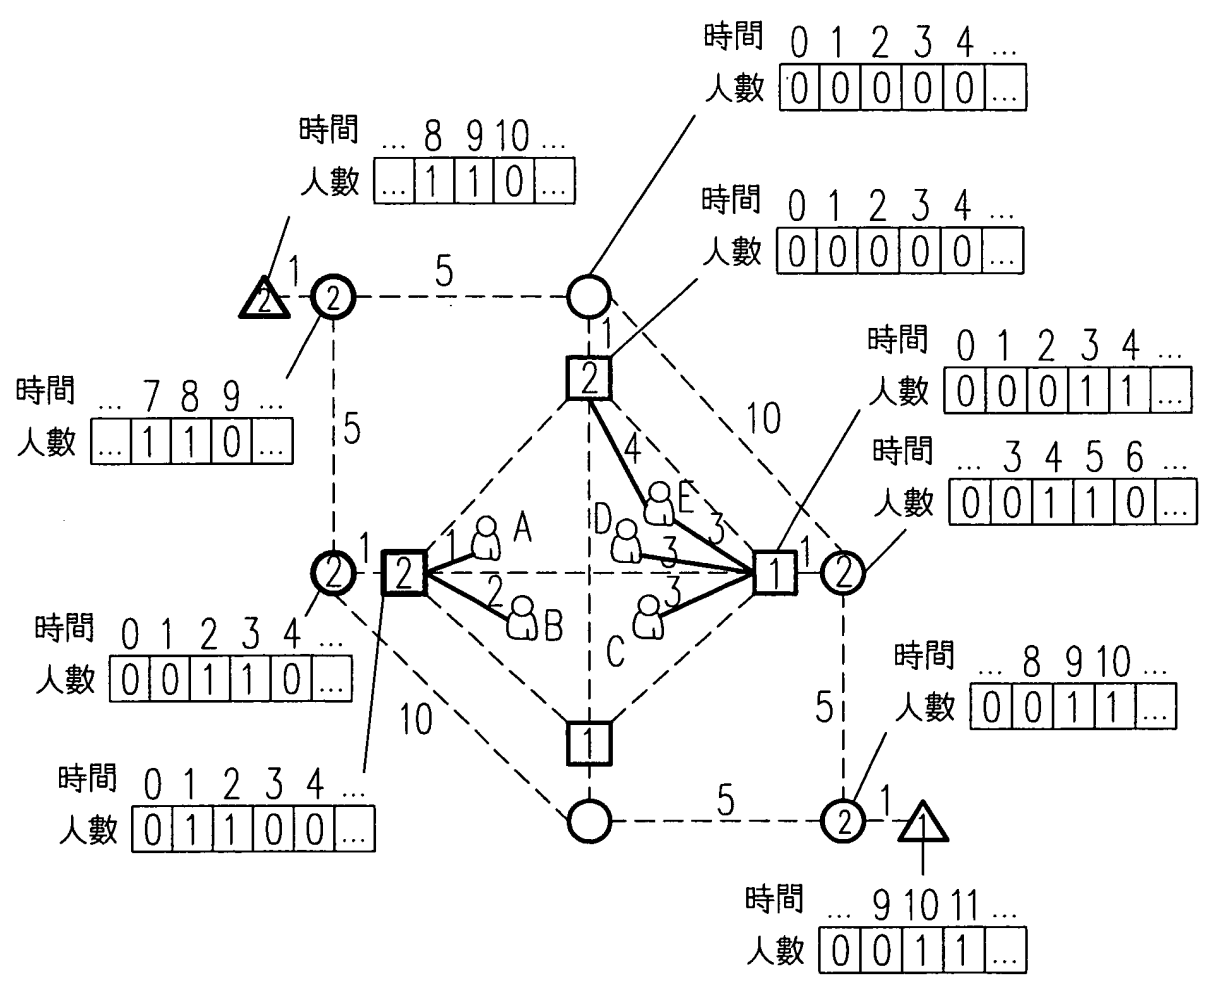 時間 0 1 2 3 4 ...
人數 0 0 0 0 0 ...
時間 ... 8 9 10 ...
人數 ... 1 1 0 ...
時間 0 1 2 3 4 ...
人數 0 0 0 0 0 ...
2 1 2 5
1
2
時間 0 1 2 3 4 ...
人數 0 0 0 1 1 ...
時間 ... 7 8 9 ...
人數 ... 1 1 0 ...
5
10
4
時間 ... 3 4 5 6 ...
人數 0 0 1 1 0 ...
E
A
D
3
1
3
2 1 2
1 1 2
2
B
3
C
時間 0 1 2 3 4 ...
人數 0 0 1 1 0 ...
時間 ... 8 9 10 ...
人數 0 0 1 1 ...
10
5
1
時間 0 1 2 3 4 ...
人數 0 1 1 0 0 ...
5
2 1 1
時間 ... 9 10 11 ...
人數 0 0 1 1 ...